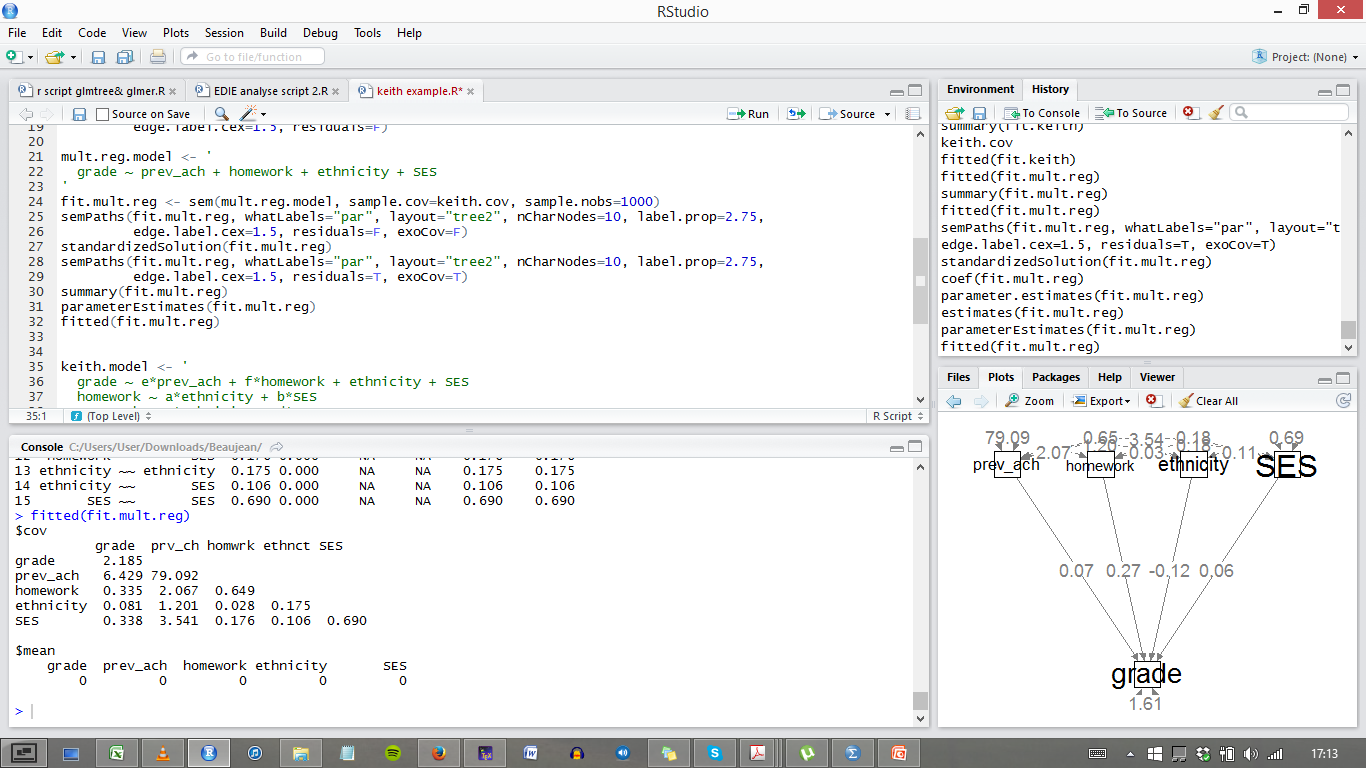 RStudio
File Edit Code View Plots Session Build Debug Tools Help
Go to file/function
Project: (None)
r script glmtree& glmer.R
EDIE analyse script 2.R
keith example.R*
Source on Save
Run
Source
19 edge.label.cex=1.5, residuals=F)
20
21 mult.reg.model <- '
22 grade ~ prev_ach + homework + ethnicity + SES
23 '
24 fit.mult.reg <- sem(mult.reg.model, sample.cov=keith.cov, sample.nobs=1000)
25 semPaths(fit.mult.reg, whatLabels="par", layout="tree2", nCharNodes=10, label.prop=2.75,
26 edge.label.cex=1.5, residuals=F, exoCov=F)
27 standardizedSolution(fit.mult.reg)
28 semPaths(fit.mult.reg, whatLabels="par", layout="tree2", nCharNodes=10, label.prop=2.75,
29 edge.label.cex=1.5, residuals=T, exoCov=T)
30 summary(fit.mult.reg)
31 parameterEstimates(fit.mult.reg)
32 fitted(fit.mult.reg)
33
34
35 keith.model <- '
36 grade ~ e*prev_ach + f*homework + ethnicity + SES
37 homework ~ a*ethnicity + b*SES
35:1 (Top Level) R Script
Console C:/Users/User/Downloads/Beaujean/
13 ethnicity ~~ ethnicity 0.175 0.000 NA NA 0.175 0.175
14 ethnicity ~~ SES 0.106 0.000 NA NA 0.106 0.106
15 SES ~~ SES 0.690 0.000 NA NA 0.690 0.690
> fitted(fit.mult.reg)
$cov
grade prv_ch homwrk ethnct SES
grade 2.185
prev_ach 6.429 79.092
homework 0.335 2.067 0.649
ethnicity 0.081 1.201 0.028 0.175
SES 0.338 3.541 0.176 0.106 0.690
$mean
grade prev_ach homework ethnicity SES
0 0 0 0 0
>
Environment History
To Console To Source
summary(fit.keith)
keith.cov
fitted(fit.keith)
fitted(fit.mult.reg)
summary(fit.mult.reg)
fitted(fit.mult.reg)
semPaths(fit.mult.reg, whatLabels="par", layout="t
edge.label.cex=1.5, residuals=T, exoCov=T)
standardizedSolution(fit.mult.reg)
coef(fit.mult.reg)
parameter.estimates(fit.mult.reg)
estimates(fit.mult.reg)
parameterEstimates(fit.mult.reg)
fitted(fit.mult.reg)
Files Plots Packages Help Viewer
Zoom Export Clear All
79.09 0.65 3.54 0.18 0.69
2.07 1.20 0.03 0.18 0.11
prev_ach homework ethnicity SES
0.07 0.27 -0.12 0.06
grade
1.61
17:13